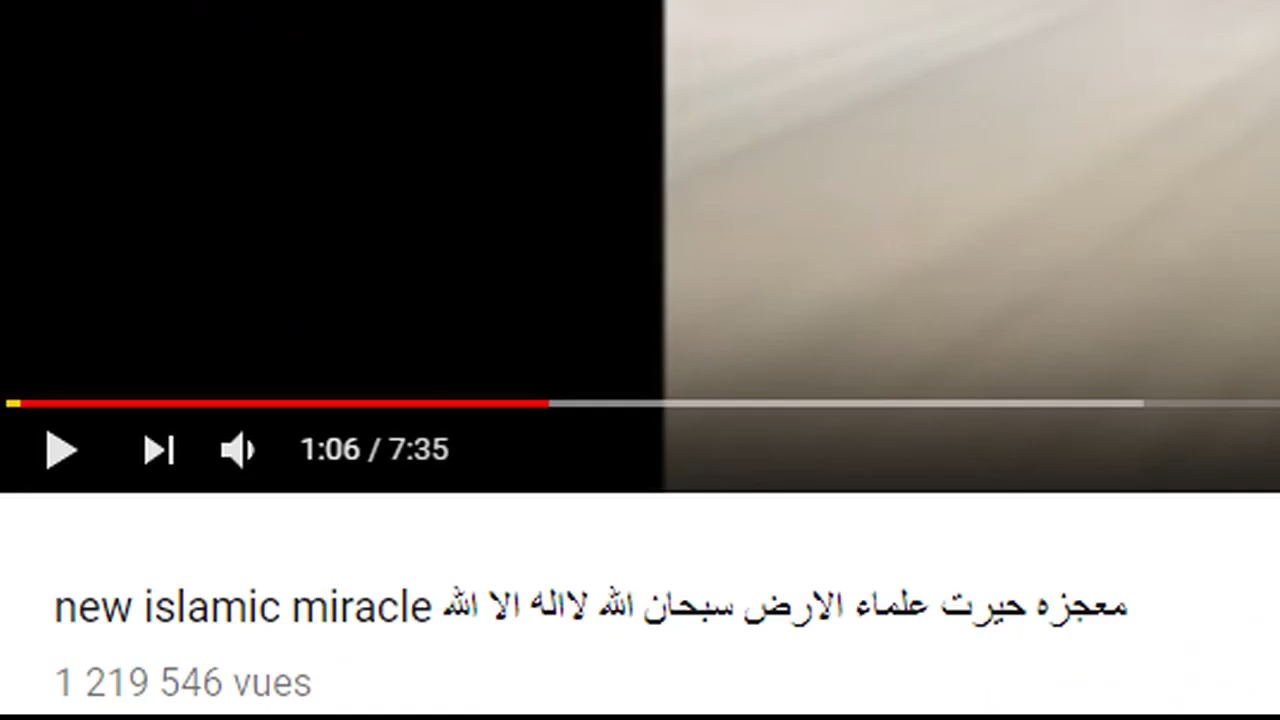 1:06 / 7:35
new islamic miracle معجزه حيرت علماء الارض سبحان الله لااله الا الله
1 219 546 vues